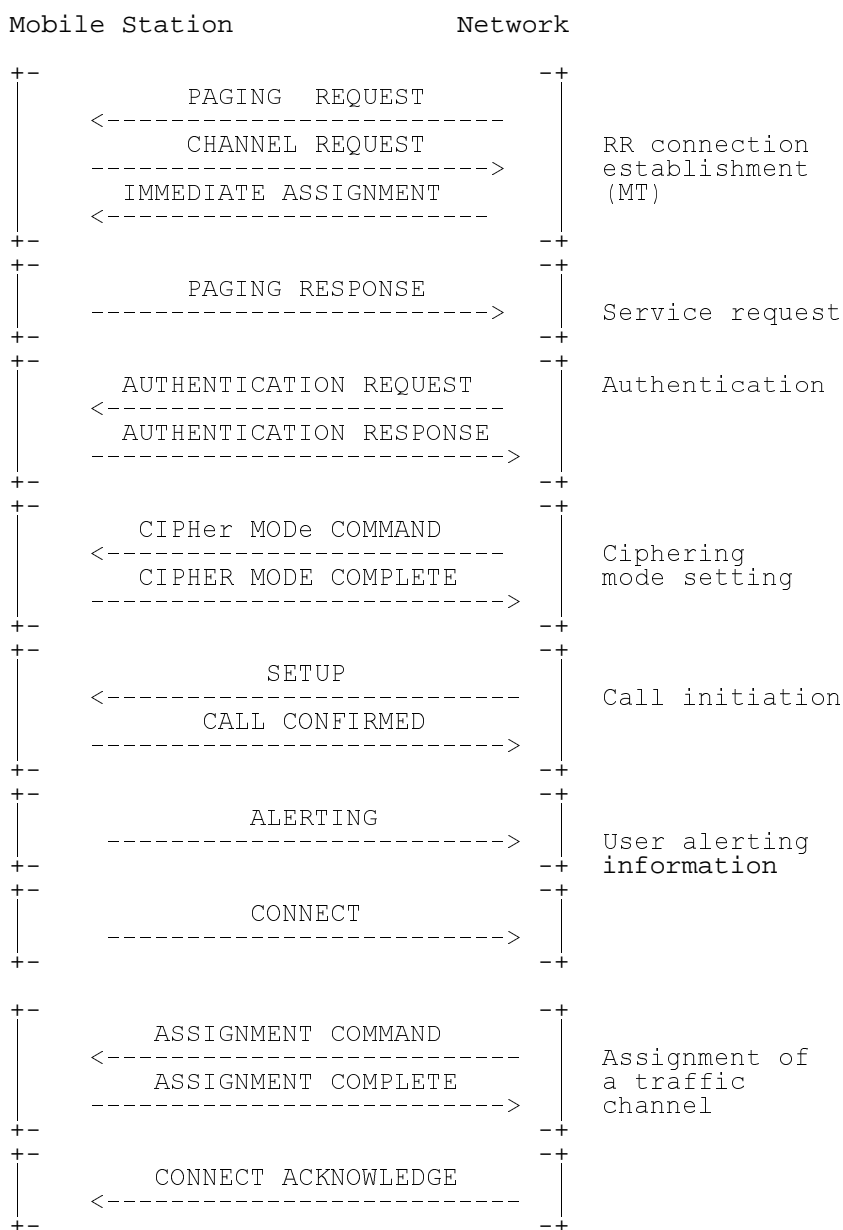 Mobile Station Network
PAGING REQUEST
CHANNEL REQUEST
RR connection
establishment
IMMEDIATE ASSIGNMENT
(MT)
PAGING RESPONSE
Service request
AUTHENTICATION REQUEST
Authentication
AUTHENTICATION RESPONSE
CIPHer MODe COMMAND
Ciphering
CIPHER MODE COMPLETE
mode setting
SETUP
Call initiation
CALL CONFIRMED
ALERTING
User alerting
information
CONNECT
ASSIGNMENT COMMAND
Assignment of
ASSIGNMENT COMPLETE
a traffic
channel
CONNECT ACKNOWLEDGE